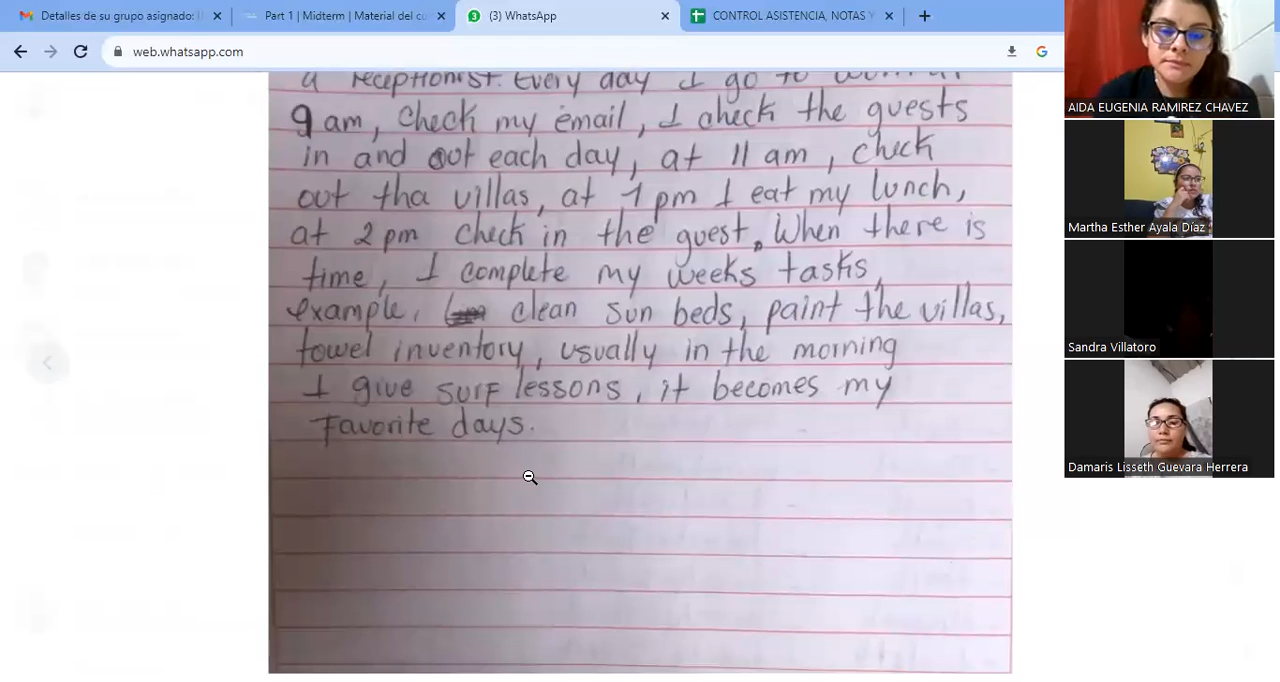 Detalles de su grupo asignado:
Part 1 | Midterm | Material del cu
(3) WhatsApp
CONTROL ASISTENCIA, NOTAS Y
web.whatsapp.com
a receptionist. Every day I go to work at
9 am, check my email, I check the guests
in and out each day, at 11 am, check
out tha villas, at 1 pm I eat my lunch,
at 2 pm check in the guest. When there is
time, I complete my weeks tasks,
example. clean sun beds, paint the villas,
towel inventory, usually in the morning
I give surf lessons, it becomes my
Favorite days.
AIDA EUGENIA RAMIREZ CHAVEZ
Martha Esther Ayala Díaz
Sandra Villatoro
Damaris Lisseth Guevara Herrera